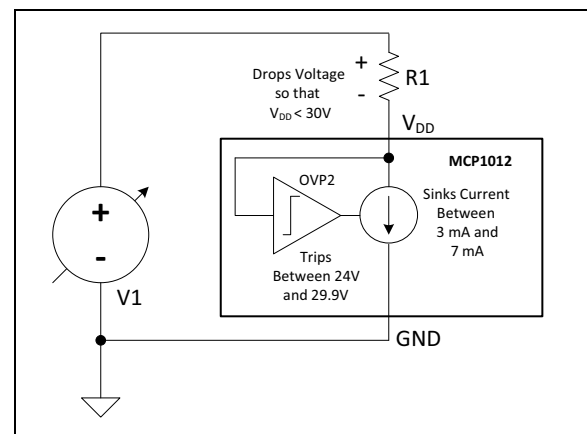 +
Drops Voltage
so that
VDD < 30V
-
R1
VDD
MCP1012
OVP2
Sinks Current
Between
3 mA and
7 mA
Trips
Between 24V
and 29.9V
+
-
V1
GND